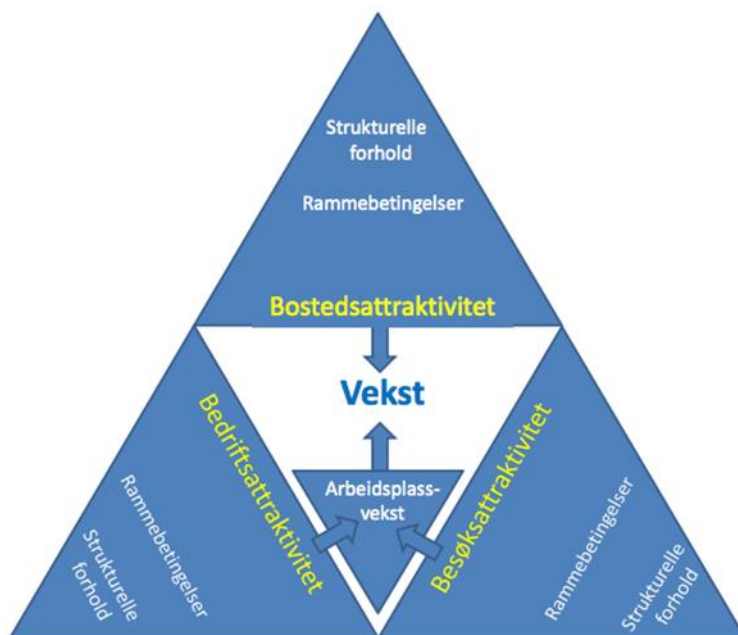 Strukturelle
forhold
Rammebetingelser
Bostedsattraktivitet
Vekst
Bedriftsattraktivitet
Besøksattraktivitet
Arbeidsplass-
vekst
Rammebetingelser
Strukturelle
forhold
Rammebetingelser
Strukturelle
forhold